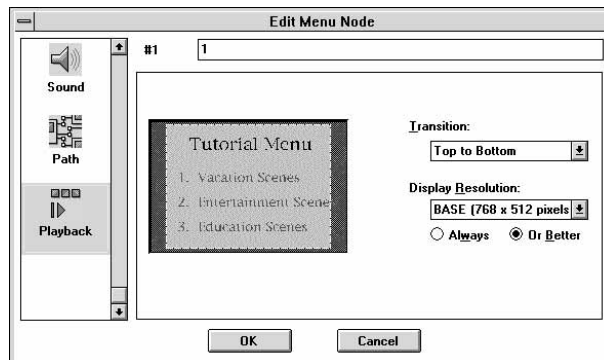 Edit Menu Node
#1
1
Sound
Path
Playback
Tutorial Menu
1. Vacation Scenes
2. Entertainment Scene
3. Education Scenes
Transition:
Top to Bottom
Display Resolution:
BASE (768 x 512 pixels
Always
Or Better
OK
Cancel